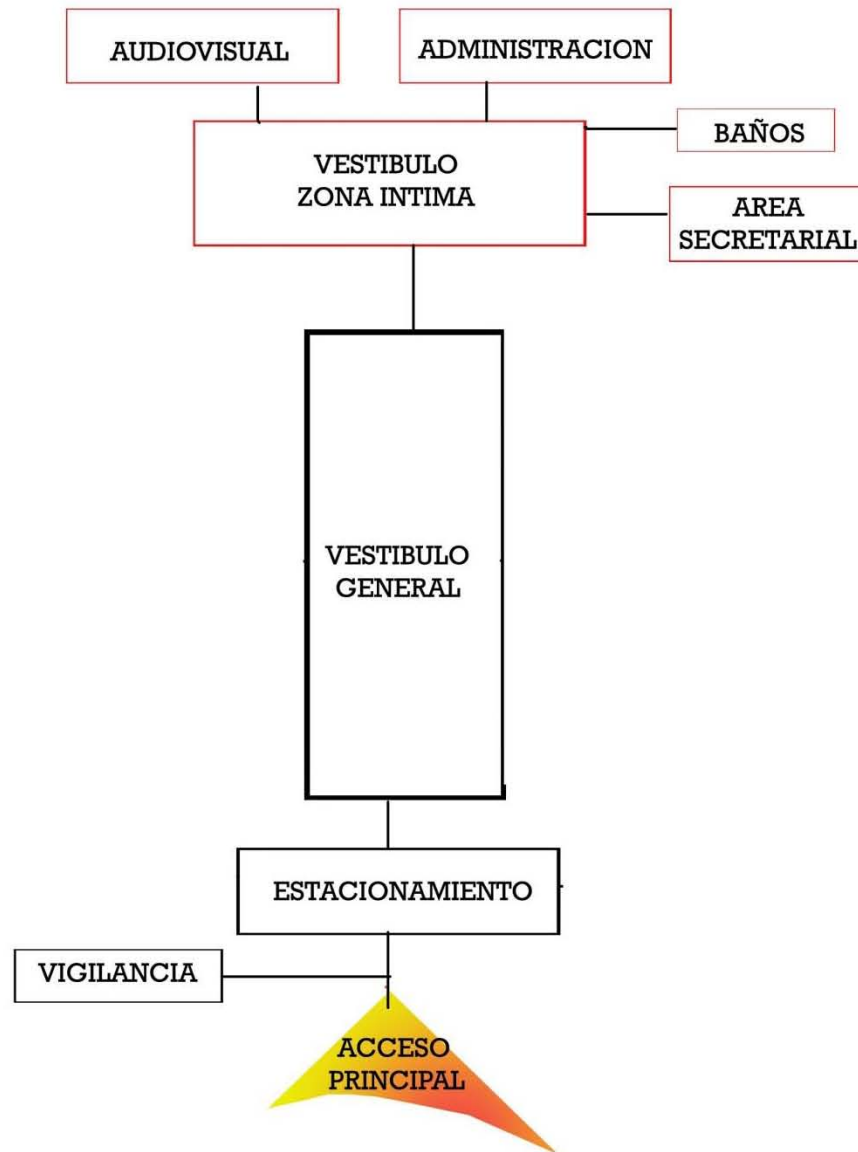 AUDIOVISUAL
ADMINISTRACION
BAÑOS
VESTIBULO
ZONA INTIMA
AREA
SECRETARIAL
VESTIBULO
GENERAL
ESTACIONAMIENTO
VIGILANCIA
ACCESO
PRINCIPAL